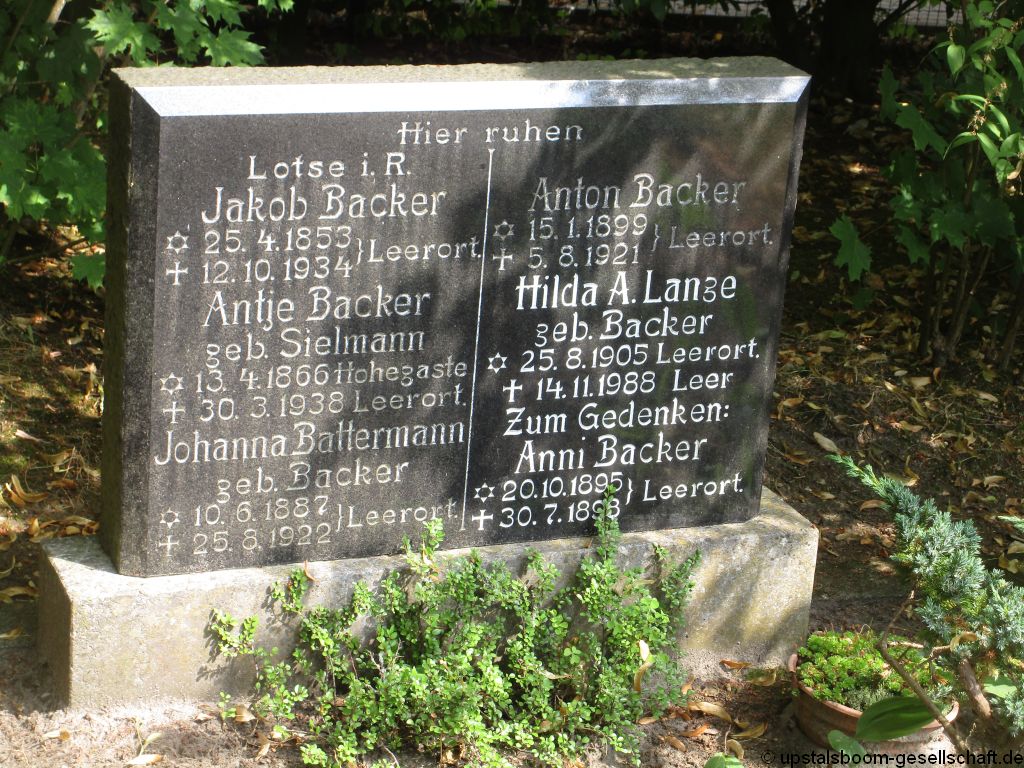 Hier ruhen
Lotse i. R.
Jakob Backer
✡ 25. 4. 1853 } Leerort.
✝ 12. 10. 1934
Antje Backer
geb. Sielmann
✡ 13. 4. 1866 Hohegaste
✝ 30. 3. 1938 Leerort.
Johanna Battermann
geb. Backer
✡ 10. 6. 1887 } Leerort.
✝ 25. 8. 1922
Anton Backer
✡ 15. 1. 1899 } Leerort.
✝ 5. 8. 1921
Hilda A. Lange
geb. Backer
✡ 25. 8. 1905 Leerort.
✝ 14. 11. 1988 Leer
Zum Gedenken:
Anni Backer
✡ 20. 10. 1895 } Leerort.
✝ 30. 7. 1898
© upstalsboom-gesellschaft.de